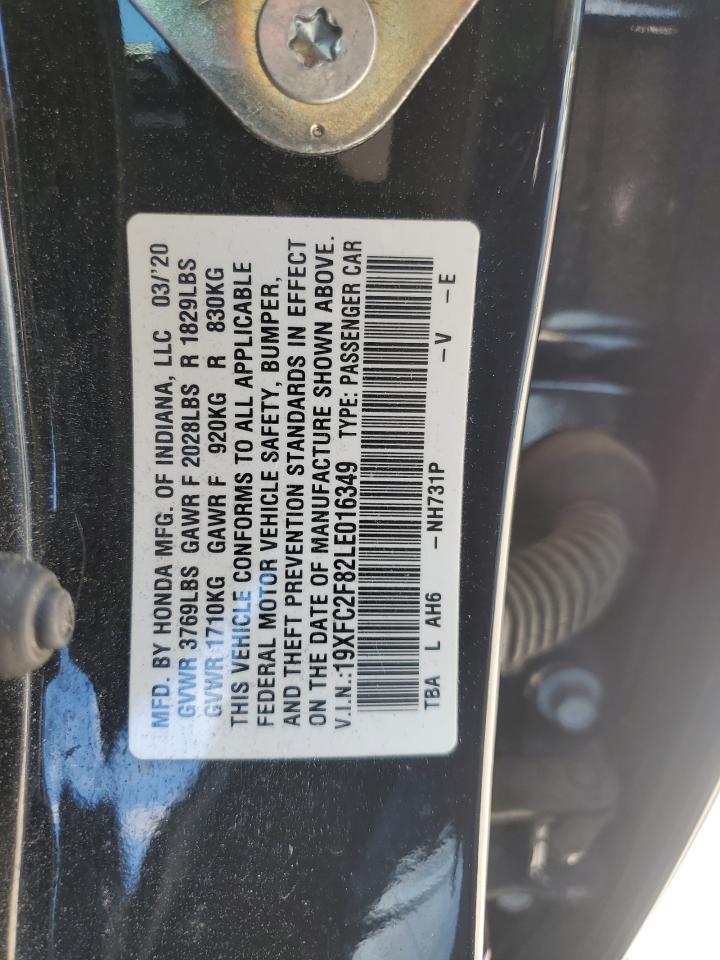 MFD. BY HONDA MFG. OF INDIANA, LLC 03/'20
GVWR 3769LBS GAWR F 2028LBS R 1829LBS
GVWR 1710KG GAWR F 920KG R 830KG
THIS VEHICLE CONFORMS TO ALL APPLICABLE
FEDERAL MOTOR VEHICLE SAFETY, BUMPER,
AND THEFT PREVENTION STANDARDS IN EFFECT
ON THE DATE OF MANUFACTURE SHOWN ABOVE.
V.I.N.:19XFC2F82LE016349 TYPE: PASSENGER CAR
TBA L AH6 -NH731P -V -E